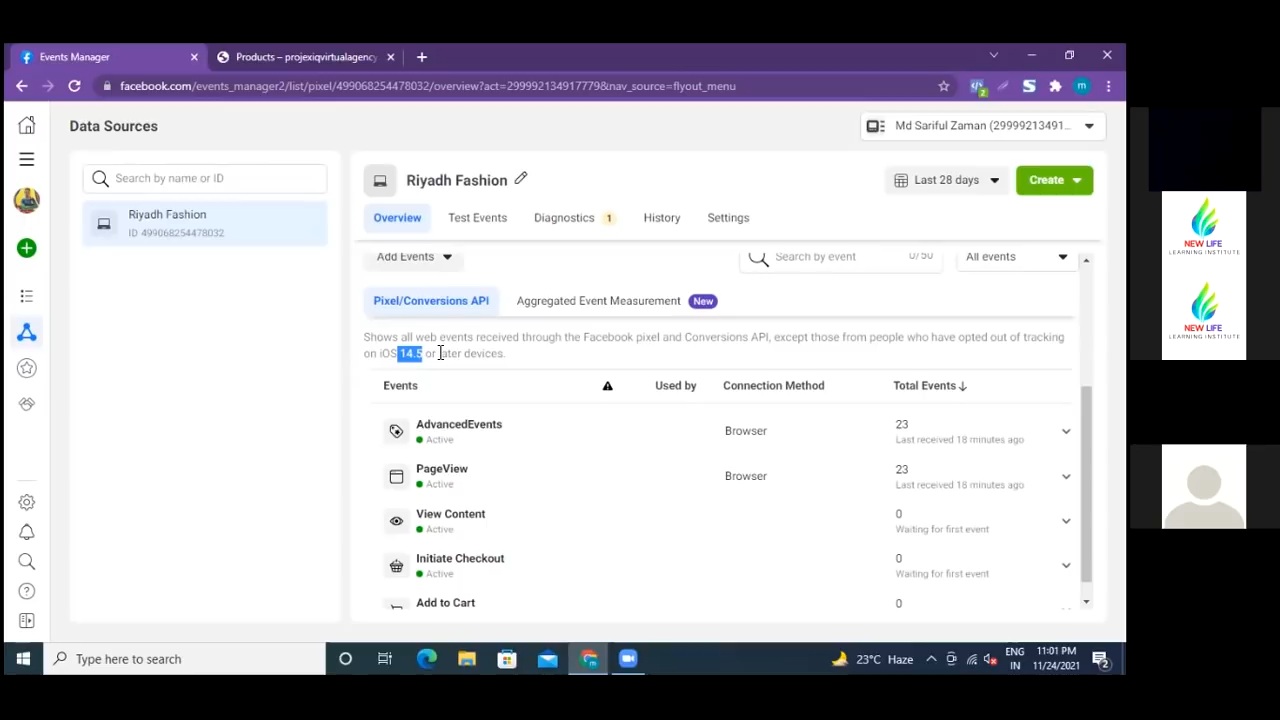 Events Manager
Products – projexiqvirtualagency
facebook.com/events_manager2/list/pixel/499068254478032/overview?act=299992134917779&nav_source=flyout_menu
m
2
Data Sources
Md Sariful Zaman (29999213491...
Search by name or ID
Riyadh Fashion
ID 499068254478032
Riyadh Fashion
Last 28 days
Create
Overview
Test Events
Diagnostics 1
History
Settings
Add Events
Search by event
0/50
All events
Pixel/Conversions API
Aggregated Event Measurement New
Shows all web events received through the Facebook pixel and Conversions API, except those from people who have opted out of tracking
on iOS 14.5 or later devices.
Events
Used by
Connection Method
Total Events
AdvancedEvents
Active
Browser
23
Last received 18 minutes ago
PageView
Active
Browser
23
Last received 18 minutes ago
View Content
Active
0
Waiting for first event
Initiate Checkout
Active
0
Waiting for first event
Add to Cart
0
NEW LIFE
LEARNING INSTITUTE
NEW LIFE
LEARNING INSTITUTE
Type here to search
23°C Haze
ENG
IN
11:01 PM
11/24/2021
2